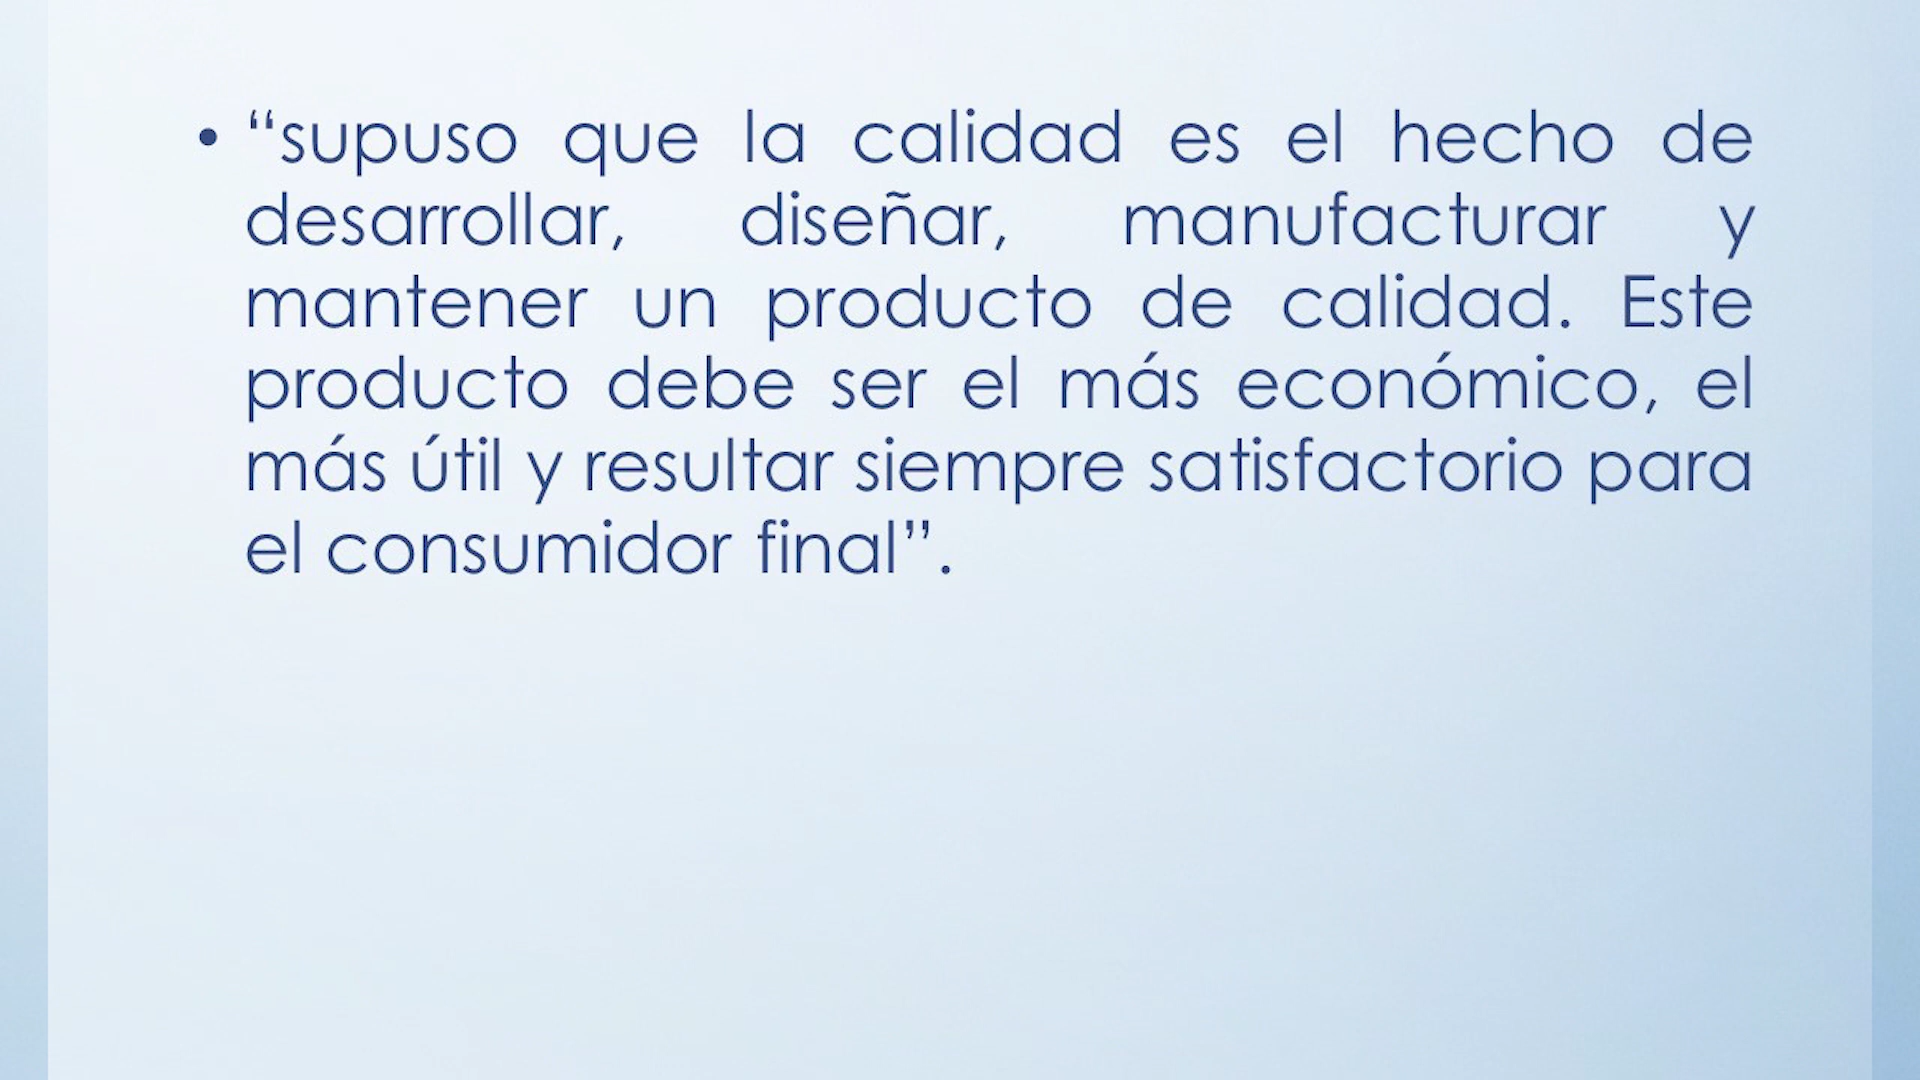 • “supuso que la calidad es el hecho de
desarrollar, diseñar, manufacturar y
mantener un producto de calidad. Este
producto debe ser el más económico, el
más útil y resultar siempre satisfactorio para
el consumidor final”.